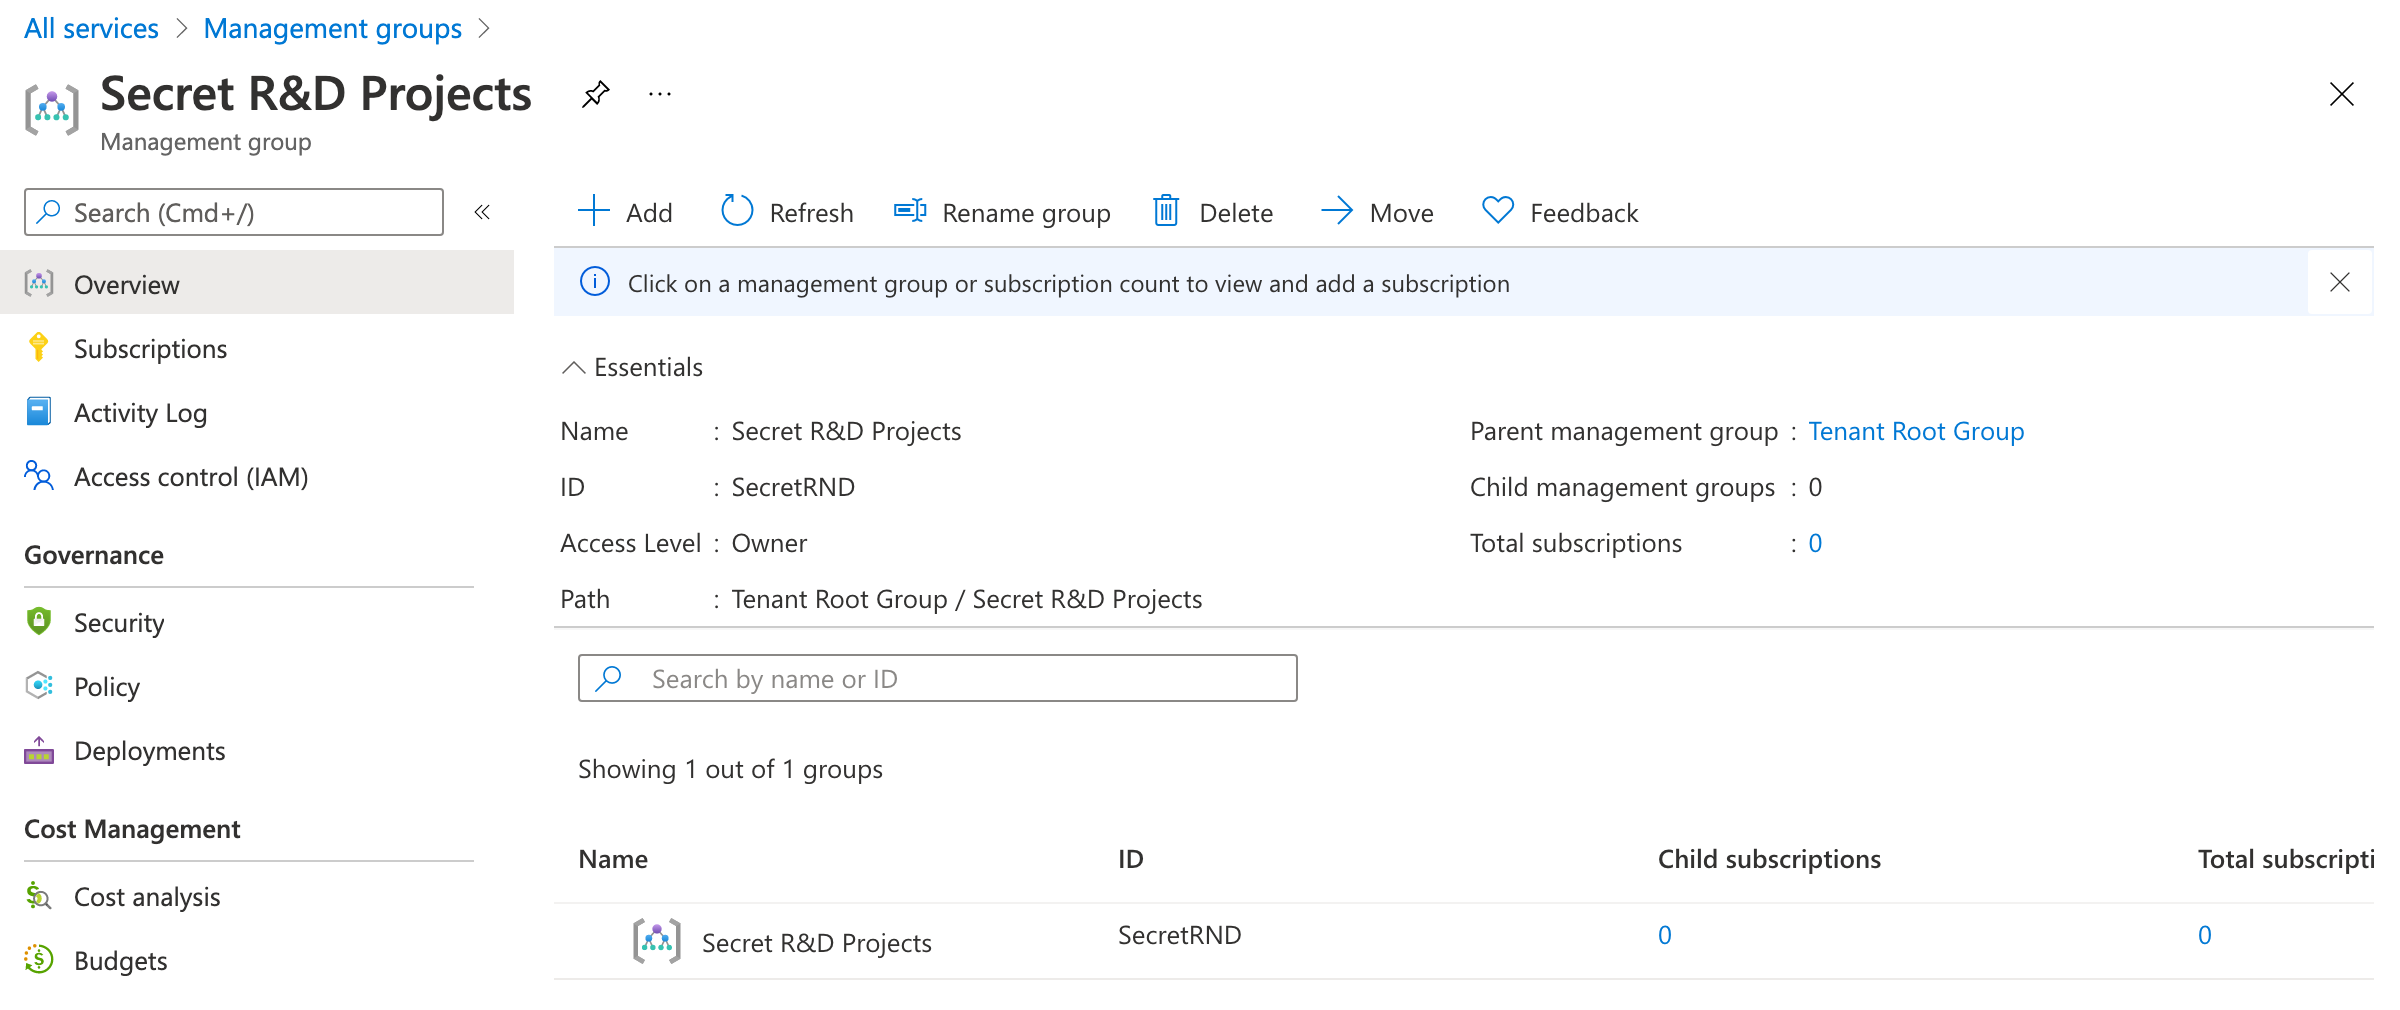 All services > Management groups >
Secret R&D Projects ...
Management group
Search (Cmd+/) «
Overview
Subscriptions
Activity Log
Access control (IAM)
Governance
Security
Policy
Deployments
Cost Management
Cost analysis
Budgets
Add Refresh Rename group Delete Move Feedback
Click on a management group or subscription count to view and add a subscription
Essentials
Name : Secret R&D Projects
ID : SecretRND
Access Level : Owner
Path : Tenant Root Group / Secret R&D Projects
Parent management group : Tenant Root Group
Child management groups : 0
Total subscriptions : 0
Search by name or ID
Showing 1 out of 1 groups
Name ID Child subscriptions Total subscripti
Secret R&D Projects SecretRND 0 0